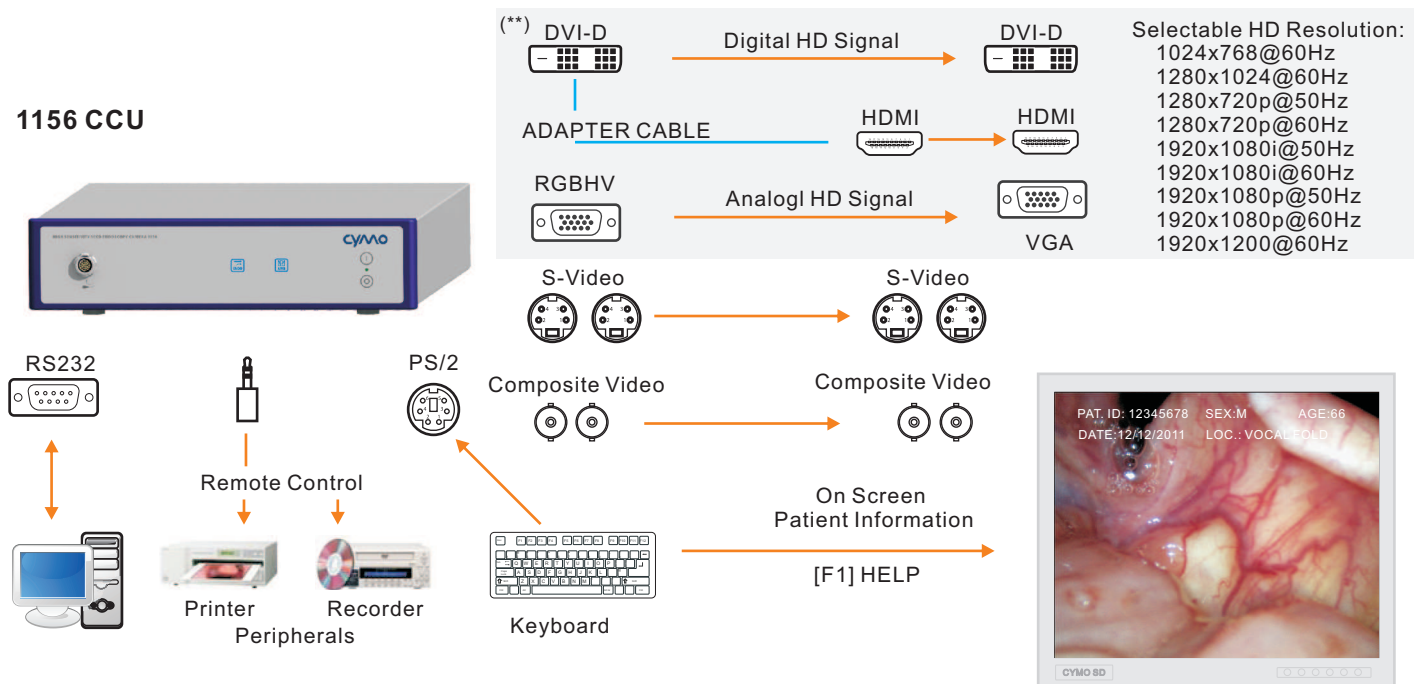 (**)
DVI-D
Digital HD Signal
DVI-D
Selectable HD Resolution:
1024x768@60Hz
1280x1024@60Hz
1280x720p@50Hz
1280x720p@60Hz
1920x1080i@50Hz
1920x1080i@60Hz
1920x1080p@50Hz
1920x1080p@60Hz
1920x1200@60Hz
ADAPTER CABLE
HDMI
HDMI
RGBHV
Analogl HD Signal
VGA
1156 CCU
CYMO
S-Video
S-Video
RS232
PS/2
Composite Video
Composite Video
Remote Control
Printer
Recorder
Peripherals
Keyboard
On Screen
Patient Information
[F1] HELP
PAT. ID: 12345678 SEX:M AGE:66
DATE:12/12/2011 LOC.: VOCAL FOLD
CYMO SD